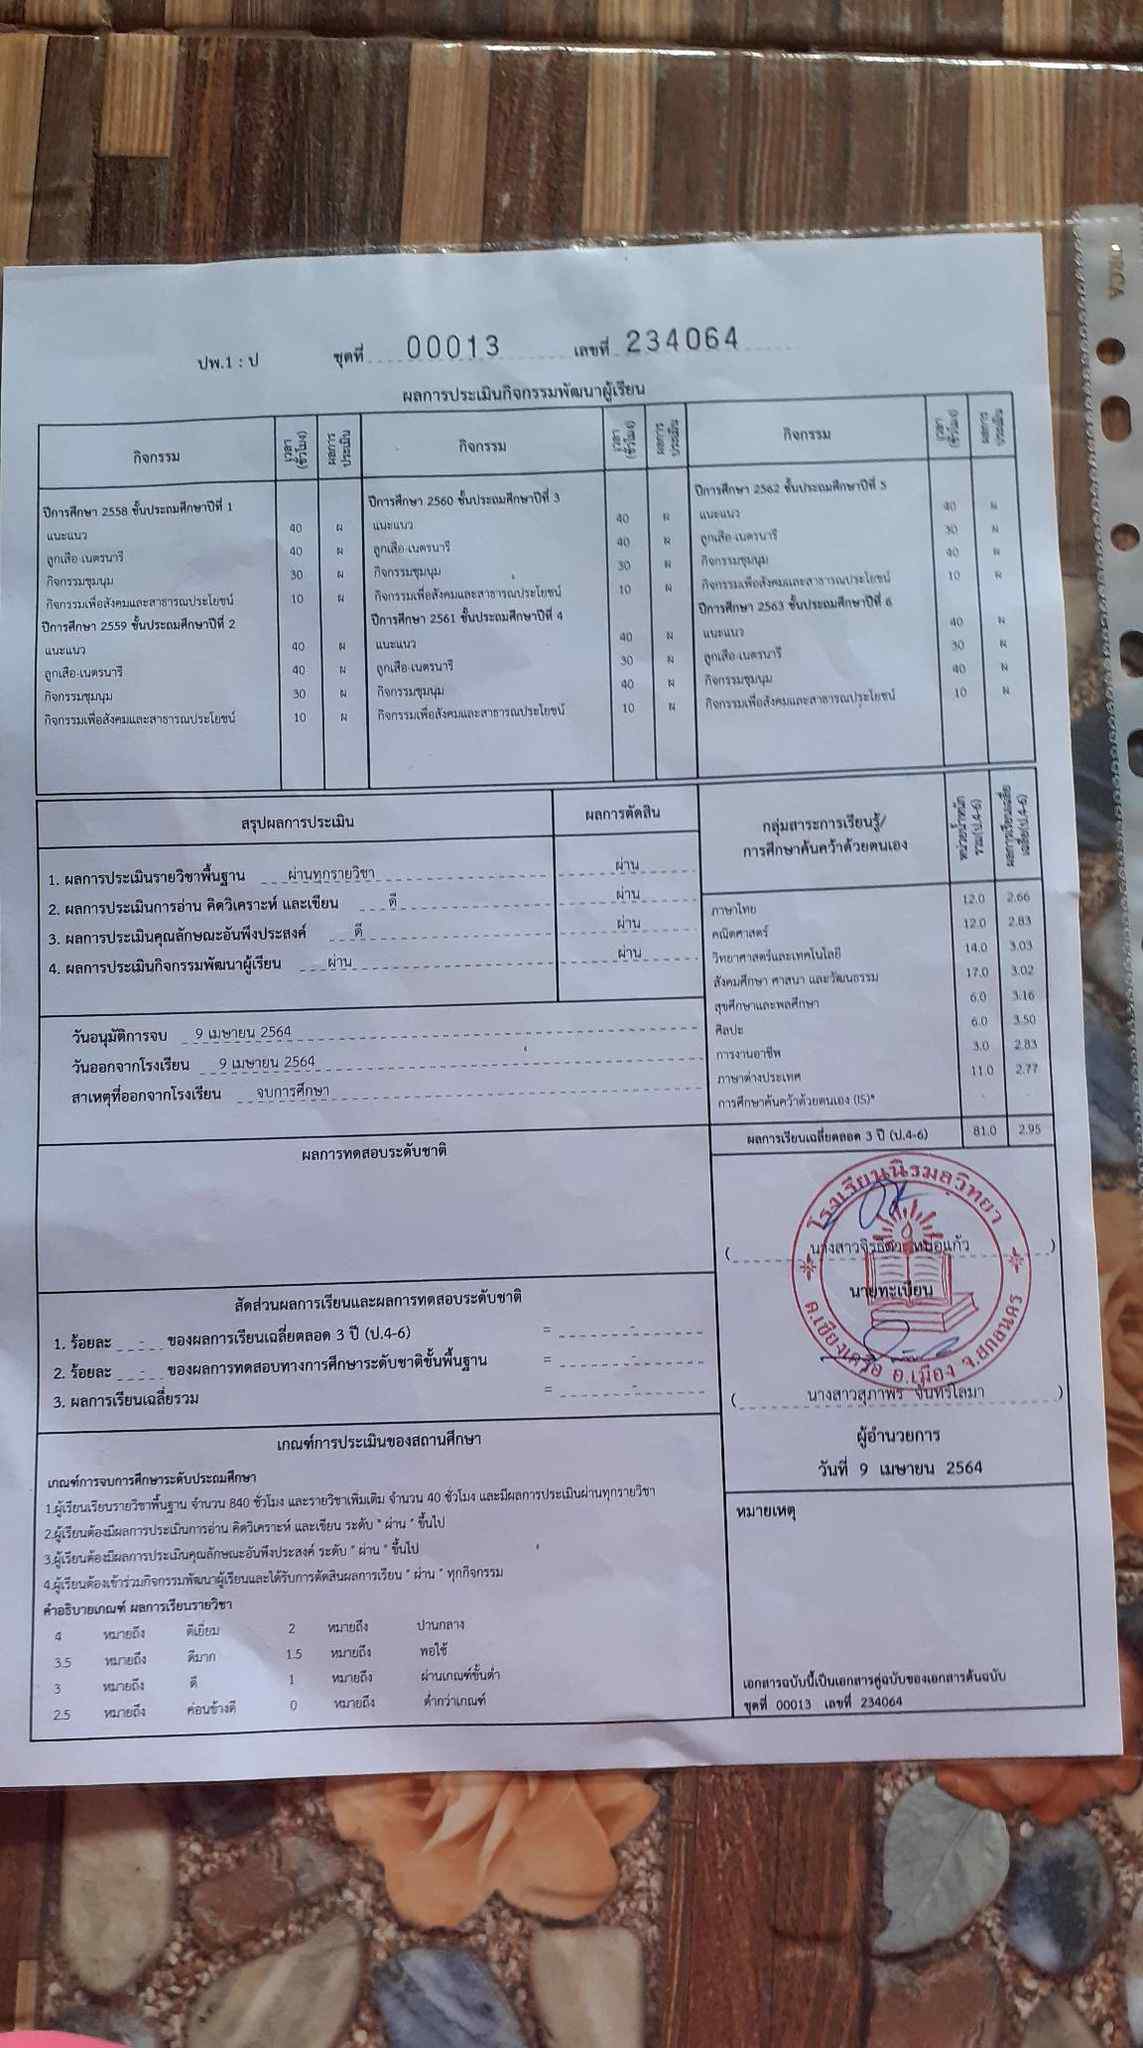 ปพ.1 : ป ชุดที่ 00013 เลขที่ 234064
ผลการประเมินกิจกรรมพัฒนาผู้เรียน
กิจกรรม เวลา (ชั่วโมง) ผลการประเมิน กิจกรรม เวลา (ชั่วโมง) ผลการประเมิน กิจกรรม เวลา (ชั่วโมง) ผลการประเมิน
ปีการศึกษา 2558 ชั้นประถมศึกษาปีที่ 1
แนะแนว 40 ผ
ลูกเสือ-เนตรนารี 40 ผ
กิจกรรมชุมนุม 30 ผ
กิจกรรมเพื่อสังคมและสาธารณประโยชน์ 10 ผ
ปีการศึกษา 2559 ชั้นประถมศึกษาปีที่ 2
แนะแนว 40 ผ
ลูกเสือ-เนตรนารี 40 ผ
กิจกรรมชุมนุม 30 ผ
กิจกรรมเพื่อสังคมและสาธารณประโยชน์ 10 ผ
ปีการศึกษา 2560 ชั้นประถมศึกษาปีที่ 3
แนะแนว 40 ผ
ลูกเสือ-เนตรนารี 40 ผ
กิจกรรมชุมนุม 30 ผ
กิจกรรมเพื่อสังคมและสาธารณประโยชน์ 10 ผ
ปีการศึกษา 2561 ชั้นประถมศึกษาปีที่ 4
แนะแนว 40 ผ
ลูกเสือ-เนตรนารี 30 ผ
กิจกรรมชุมนุม 40 ผ
กิจกรรมเพื่อสังคมและสาธารณประโยชน์ 10 ผ
ปีการศึกษา 2562 ชั้นประถมศึกษาปีที่ 5
แนะแนว 40 ผ
ลูกเสือ-เนตรนารี 30 ผ
กิจกรรมชุมนุม 40 ผ
กิจกรรมเพื่อสังคมและสาธารณประโยชน์ 10 ผ
ปีการศึกษา 2563 ชั้นประถมศึกษาปีที่ 6
แนะแนว 40 ผ
ลูกเสือ-เนตรนารี 30 ผ
กิจกรรมชุมนุม 40 ผ
กิจกรรมเพื่อสังคมและสาธารณประโยชน์ 10 ผ
สรุปผลการประเมิน ผลการตัดสิน
1. ผลการประเมินรายวิชาพื้นฐาน ผ่านทุกรายวิชา ผ่าน
2. ผลการประเมินการอ่าน คิดวิเคราะห์ และเขียน ดี ผ่าน
3. ผลการประเมินคุณลักษณะอันพึงประสงค์ ดี ผ่าน
4. ผลการประเมินกิจกรรมพัฒนาผู้เรียน ผ่าน ผ่าน
วันอนุมัติการจบ 9 เมษายน 2564
วันออกจากโรงเรียน 9 เมษายน 2564
สาเหตุที่ออกจากโรงเรียน จบการศึกษา
กลุ่มสาระการเรียนรู้/ การศึกษาค้นคว้าด้วยตนเอง หน่วยน้ำหนัก รวม(ป.4-6) ผลการเรียนเฉลี่ย เฉลี่ย(ป.4-6)
ภาษาไทย 12.0 2.66
คณิตศาสตร์ 12.0 2.83
วิทยาศาสตร์และเทคโนโลยี 14.0 3.03
สังคมศึกษา ศาสนา และวัฒนธรรม 17.0 3.02
สุขศึกษาและพลศึกษา 6.0 3.16
ศิลปะ 6.0 3.50
การงานอาชีพ 3.0 2.83
ภาษาต่างประเทศ 11.0 2.77
การศึกษาค้นคว้าด้วยตนเอง (IS)* - -
ผลการเรียนเฉลี่ยตลอด 3 ปี (ป.4-6) 81.0 2.95
ผลการทดสอบระดับชาติ
สัดส่วนผลการเรียนและผลการทดสอบระดับชาติ
1. ร้อยละ - ของผลการเรียนเฉลี่ยตลอด 3 ปี (ป.4-6) = -
2. ร้อยละ - ของผลการทดสอบทางการศึกษาระดับชาติขั้นพื้นฐาน = -
3. ผลการเรียนเฉลี่ยรวม = -
โรงเรียนนิรมลวิทยา
ต.เชียงเครือ อ.เมือง จ.สกลนคร
นายทะเบียน
(นางสาวสุภาพร จันทรโลมา)
ผู้อำนวยการ
วันที่ 9 เมษายน 2564
เกณฑ์การประเมินของสถานศึกษา
เกณฑ์การจบการศึกษาระดับประถมศึกษา
1.ผู้เรียนเรียนรายวิชาพื้นฐาน จำนวน 840 ชั่วโมง และรายวิชาเพิ่มเติม จำนวน 40 ชั่วโมง และมีผลการประเมินผ่านทุกรายวิชา
2.ผู้เรียนต้องมีผลการประเมินการอ่าน คิดวิเคราะห์ และเขียน ระดับ " ผ่าน " ขึ้นไป
3.ผู้เรียนต้องมีผลการประเมินคุณลักษณะอันพึงประสงค์ ระดับ " ผ่าน " ขึ้นไป
4.ผู้เรียนต้องเข้าร่วมกิจกรรมพัฒนาผู้เรียนและได้รับการตัดสินผลการเรียน " ผ่าน " ทุกกิจกรรม
คำอธิบายเกณฑ์ ผลการเรียนรายวิชา
4 หมายถึง ดีเยี่ยม 2 หมายถึง ปานกลาง
3.5 หมายถึง ดีมาก 1.5 หมายถึง พอใช้
3 หมายถึง ดี 1 หมายถึง ผ่านเกณฑ์ขั้นต่ำ
2.5 หมายถึง ค่อนข้างดี 0 หมายถึง ต่ำกว่าเกณฑ์
หมายเหตุ
เอกสารฉบับนี้เป็นเอกสารคู่ฉบับของเอกสารต้นฉบับ
ชุดที่ 00013 เลขที่ 234064